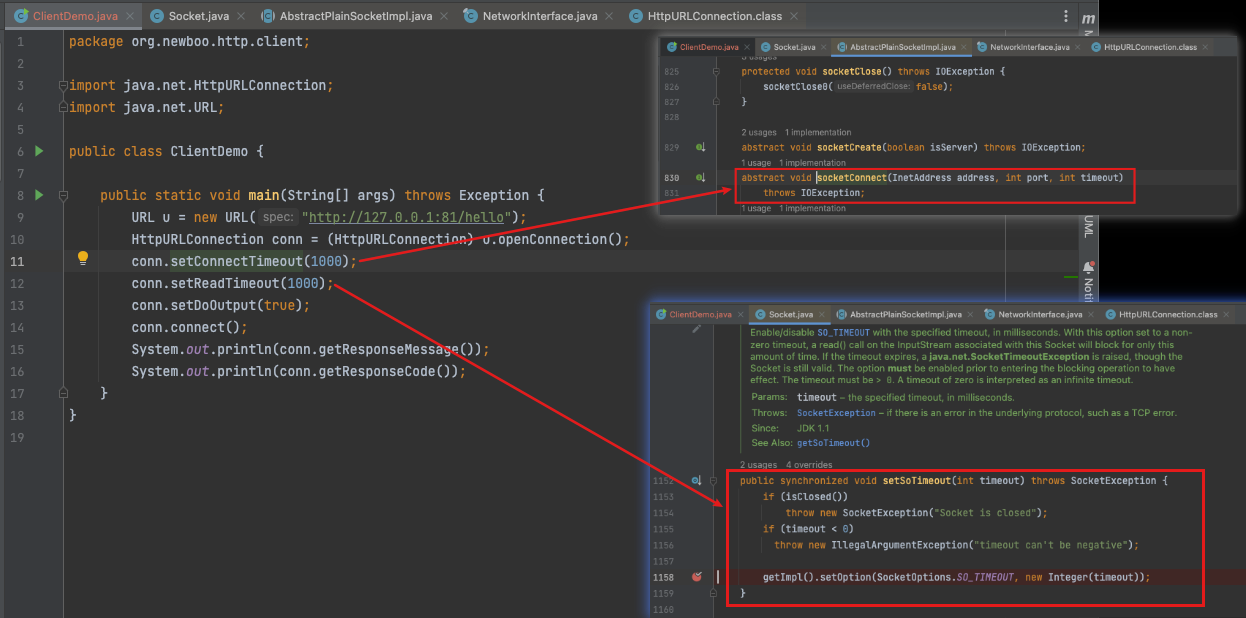 ClientDemo.java
Socket.java
AbstractPlainSocketImpl.java
NetworkInterface.java
HttpURLConnection.class
m
1 package org.newboo.http.client;
2
3 import java.net.HttpURLConnection;
4 import java.net.URL;
5
6 public class ClientDemo {
7
8 public static void main(String[] args) throws Exception {
9 URL u = new URL( spec: "http://127.0.0.1:81/hello");
10 HttpURLConnection conn = (HttpURLConnection) u.openConnection();
11 conn.setConnectTimeout(1000);
12 conn.setReadTimeout(1000);
13 conn.setDoOutput(true);
14 conn.connect();
15 System.out.println(conn.getResponseMessage());
16 System.out.println(conn.getResponseCode());
17 }
18 }
19
ClientDemo.java
Socket.java
AbstractPlainSocketImpl.java
NetworkInterface.java
HttpURLConnection.class
3 usages
825 protected void socketClose() throws IOException {
826 socketClose0( useDeferredClose: false);
827 }
828
2 usages 1 implementation
829 abstract void socketCreate(boolean isServer) throws IOException;
1 usage 1 implementation
830 abstract void socketConnect(InetAddress address, int port, int timeout)
831 throws IOException;
1 usage 1 implementation
UML
ClientDemo.java
Socket.java
AbstractPlainSocketImpl.java
NetworkInterface.java
HttpURLConnection.class
Enable/disable SO_TIMEOUT with the specified timeout, in milliseconds. With this option set to a non-
zero timeout, a read() call on the InputStream associated with this Socket will block for only this
amount of time. If the timeout expires, a java.net.SocketTimeoutException is raised, though the
Socket is still valid. The option must be enabled prior to entering the blocking operation to have
effect. The timeout must be > 0. A timeout of zero is interpreted as an infinite timeout.
Params: timeout – the specified timeout, in milliseconds.
Throws: SocketException – if there is an error in the underlying protocol, such as a TCP error.
Since: JDK 1.1
See Also: getSoTimeout()
2 usages 4 overrides
1152 public synchronized void setSoTimeout(int timeout) throws SocketException {
1153 if (isClosed())
1154 throw new SocketException("Socket is closed");
1155 if (timeout < 0)
1156 throw new IllegalArgumentException("timeout can't be negative");
1157
1158 getImpl().setOption(SocketOptions.SO_TIMEOUT, new Integer(timeout));
1159 }
1160